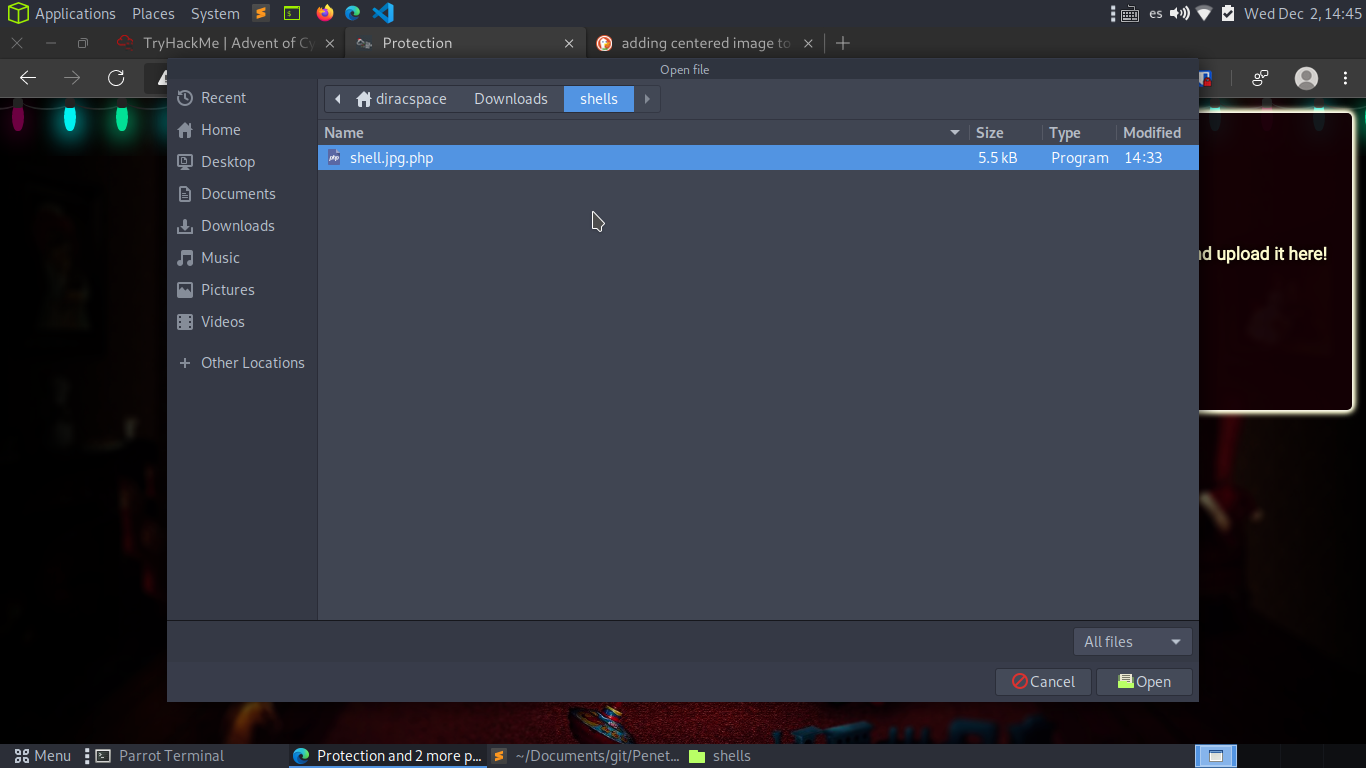 Applications Places System es Wed Dec 2, 14:45
TryHackMe | Advent of Cy Protection adding centered image to
Open file
Recent
Home
Desktop
Documents
Downloads
Music
Pictures
Videos
Other Locations
diracspace Downloads shells
Name Size Type Modified
php shell.jpg.php 5.5 kB Program 14:33
nd upload it here!
All files
Cancel Open
Menu Parrot Terminal Protection and 2 more p... ~/Documents/git/Penet... shells